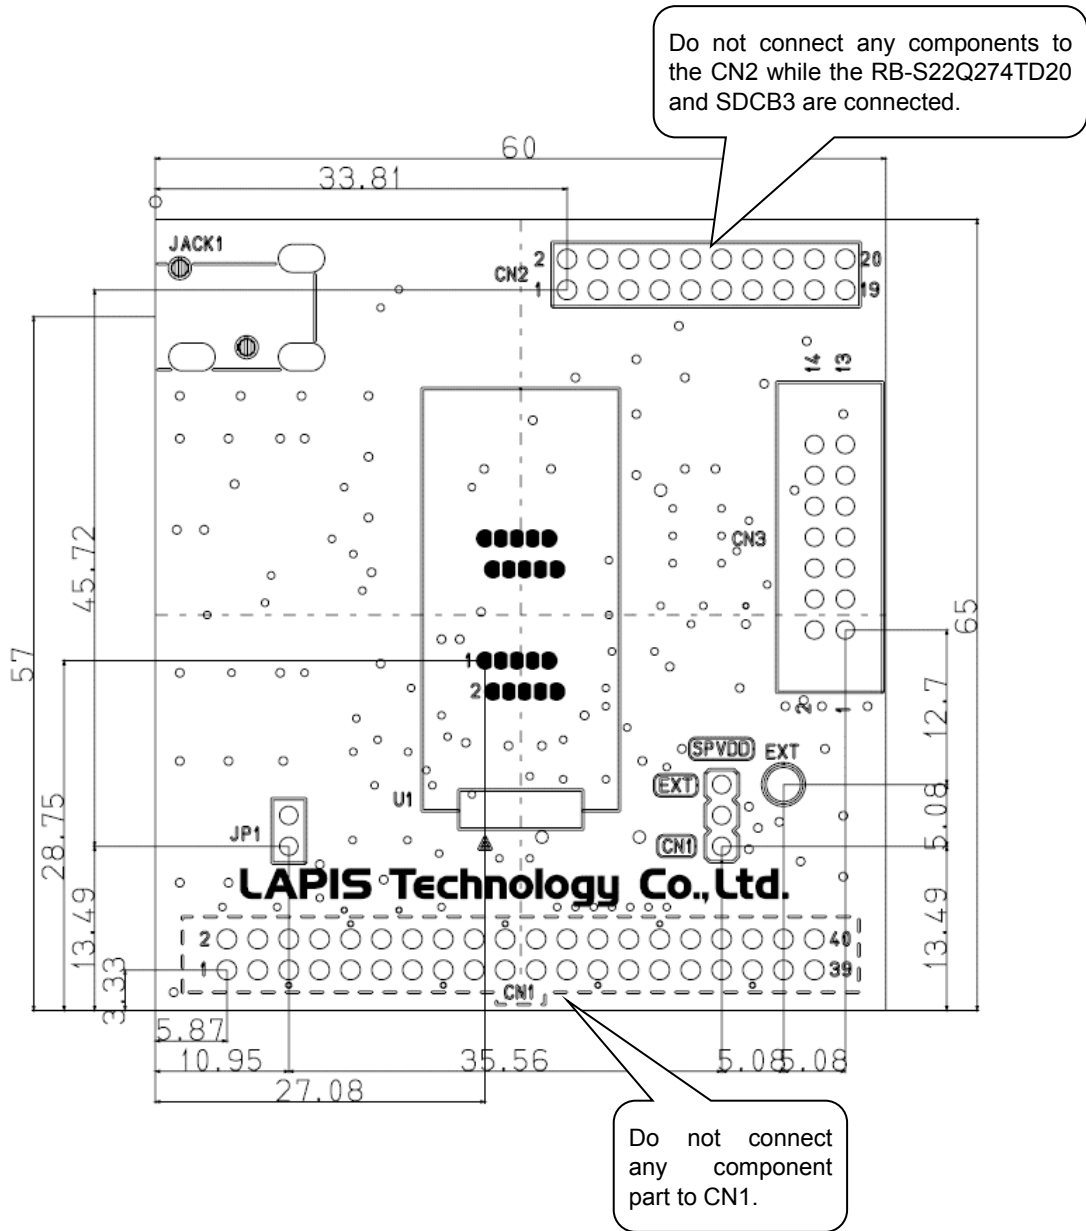 Do not connect any components to
the CN2 while the RB-S22Q274TD20
and SDCB3 are connected.
60
33.81
JACK1
2 20
CN2
1 19
14 13
45.72
57
CN3
65
1
2
12.7
2 1
SPVDD EXT
EXT
U1
5.08
28.75
JP1
CN1
LAPIS Technology Co.,Ltd.
13.49
13.49
2 40
1 39
3.33
CN1
5.87
10.95 35.56 5.08 5.08
27.08
Do not connect
any component
part to CN1.